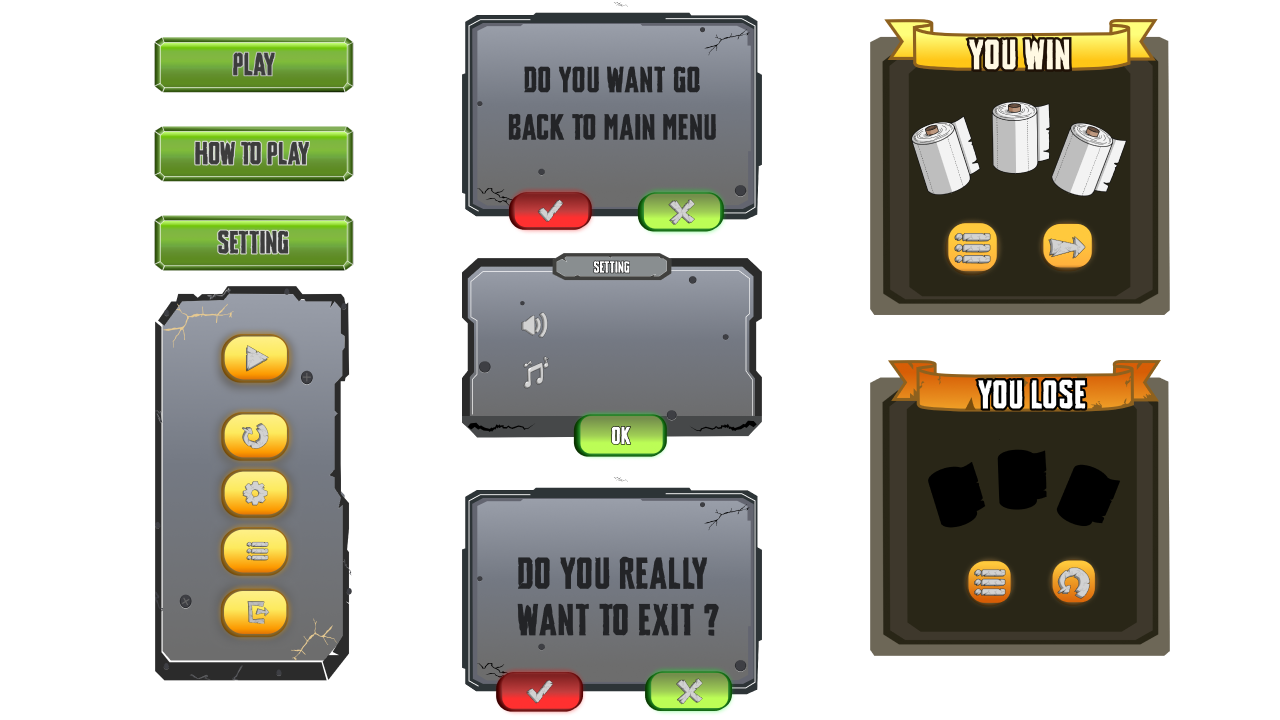 PLAY
HOW TO PLAY
SETTING
DO YOU WANT GO
BACK TO MAIN MENU
SETTING
OK
DO YOU REALLY
WANT TO EXIT ?
YOU WIN
YOU LOSE